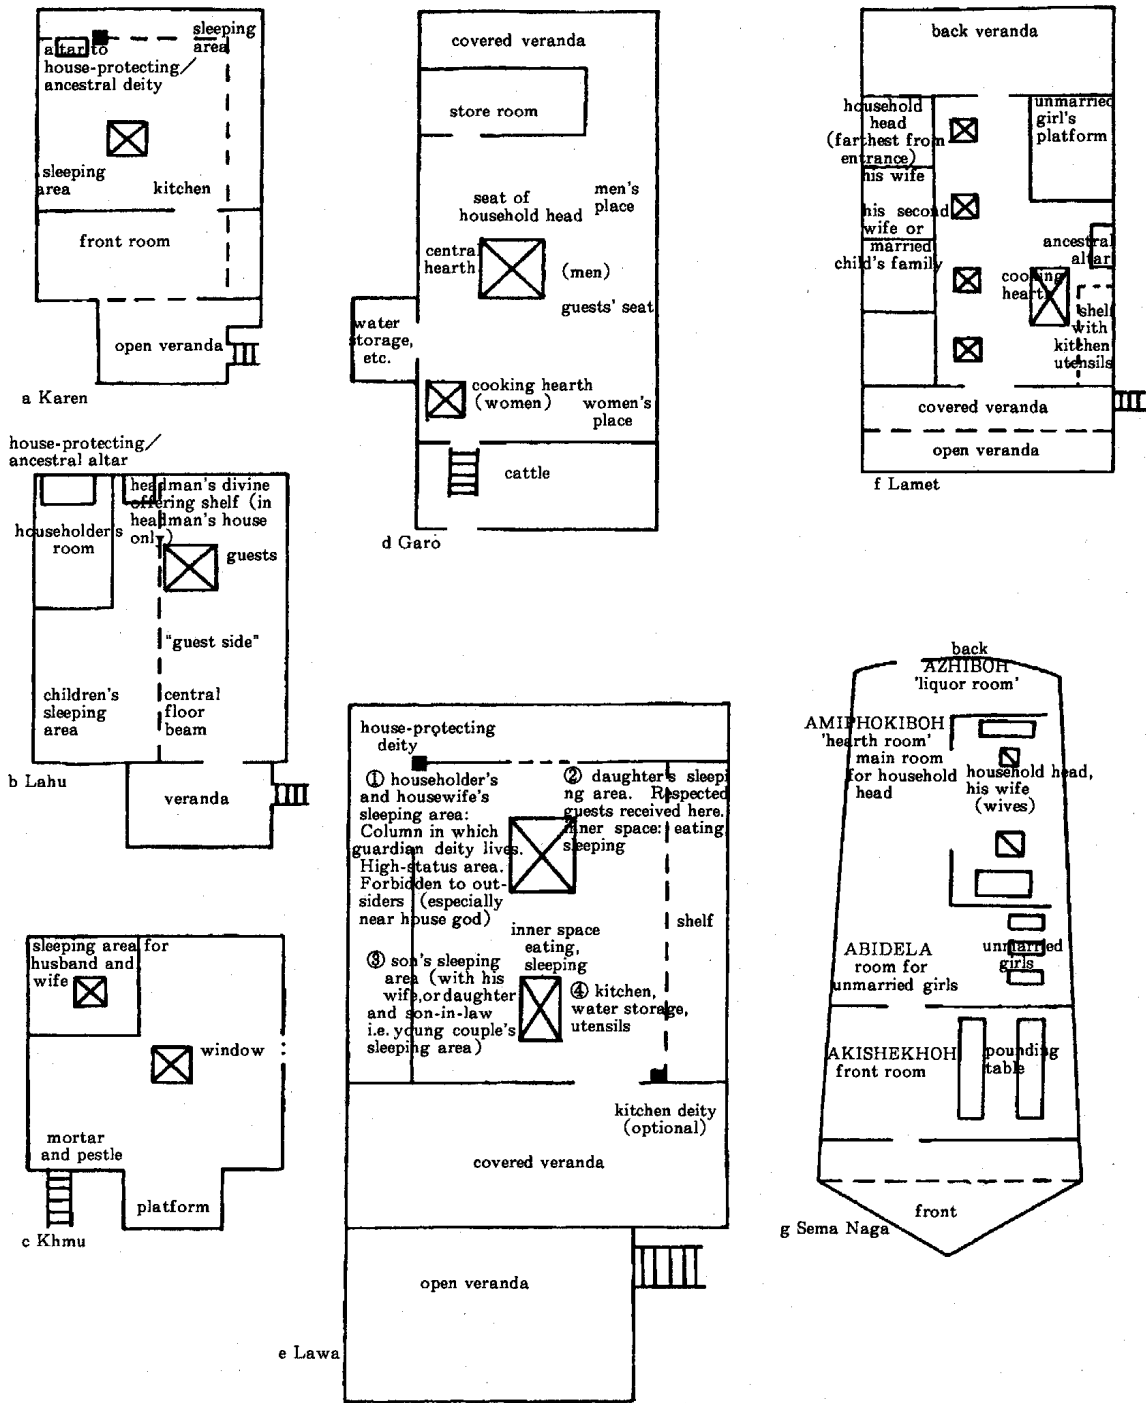 sleeping
area
altar to
house-protecting/
ancestral deity
sleeping
area
kitchen
front room
open veranda
a Karen
house-protecting/
ancestral altar
headman's divine
offering shelf (in
headman's house
only)
householder's
room
guests
"guest side"
children's
sleeping
area
central
floor
beam
b Lahu
veranda
sleeping area for
husband and
wife
window
mortar
and pestle
platform
c Khmu
covered veranda
store room
seat of
household head
men's
place
central
hearth
(men)
guests' seat
water
storage,
etc.
cooking hearth
(women)
women's
place
cattle
d Garo
house-protecting
deity
① householder's
and housewife's
sleeping area:
Column in which
guardian deity lives.
High-status area.
Forbidden to out-
siders (especially
near house god)
② daughter's sleepi
ng area. Respected
guests received here.
inner space: eating,
sleeping
shelf
inner space
eating,
sleeping
③ son's sleeping
area (with his
wife, or daughter
and son-in-law
i.e. young couple's
sleeping area)
④ kitchen,
water storage,
utensils
kitchen deity
(optional)
covered veranda
open veranda
e Lawa
back veranda
household
head
(farthest from
entrance)
his wife
his second
wife or
married
child's family
unmarried
girl's
platform
ancestral
altar
cooking
hearth
shelf
with
kitchen
utensils
covered veranda
open veranda
f Lamet
back
AZHIBOH
'liquor room'
AMIPHOKIBOH
'hearth room'
main room
for household
head
household head,
his wife
(wives)
ABIDELA
room for
unmarried girls
unmarried
girls
AKISHEKHOH
front room
pounding
table
front
g Sema Naga